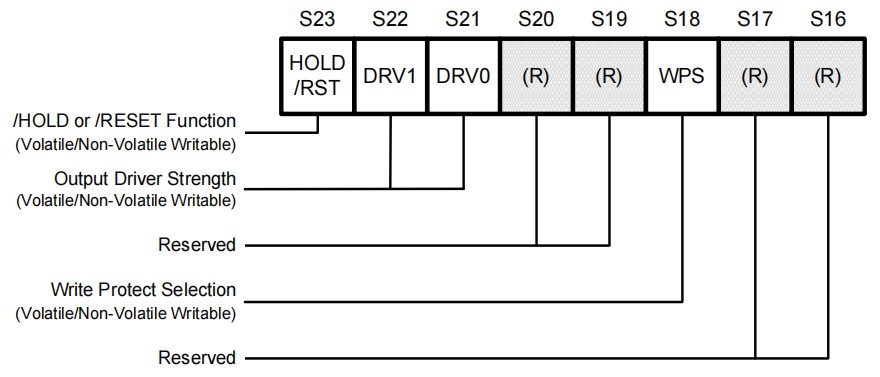 S23 S22 S21 S20 S19 S18 S17 S16
HOLD
/RST
DRV1 DRV0 (R) (R) WPS (R) (R)
/HOLD or /RESET Function
(Volatile/Non-Volatile Writable)
Output Driver Strength
(Volatile/Non-Volatile Writable)
Reserved
Write Protect Selection
(Volatile/Non-Volatile Writable)
Reserved